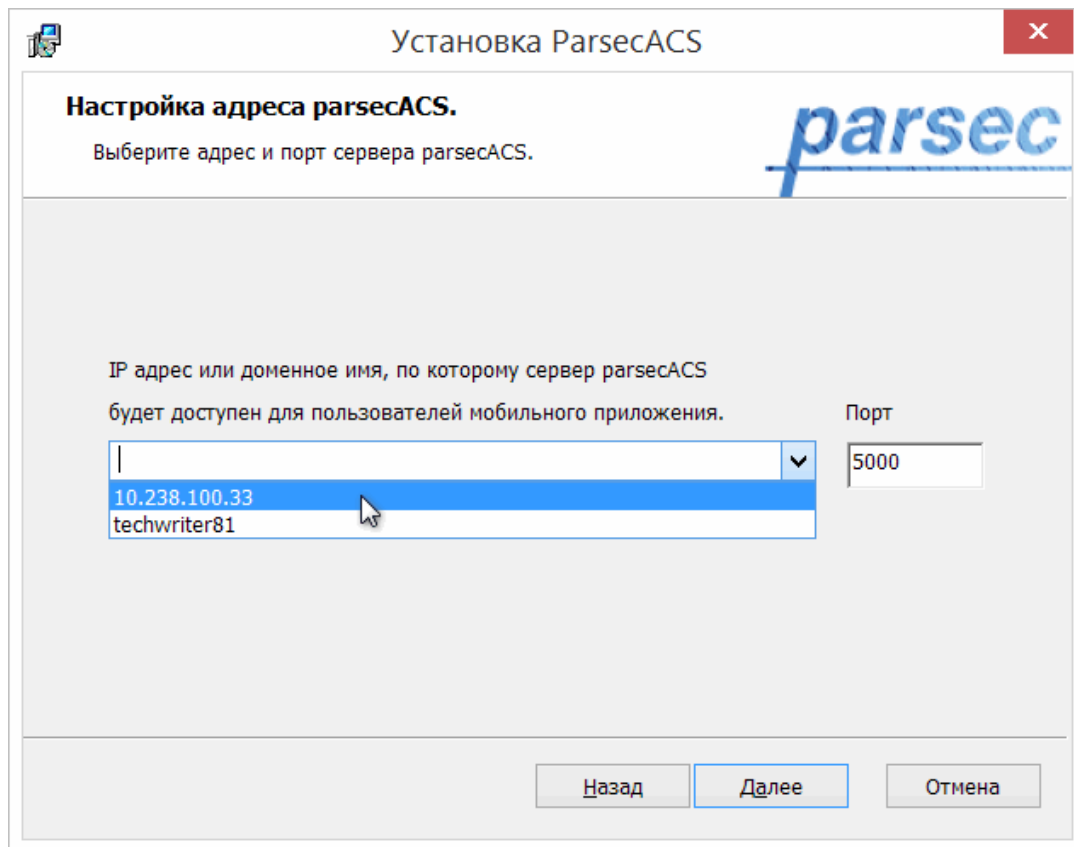 Установка ParsecACS
Настройка адреса parsecACS.
Выберите адрес и порт сервера parsecACS.
parsec
IP адрес или доменное имя, по которому сервер parsecACS
будет доступен для пользователей мобильного приложения.
Порт
5000
10.238.100.33
techwriter81
Назад
Далее
Отмена